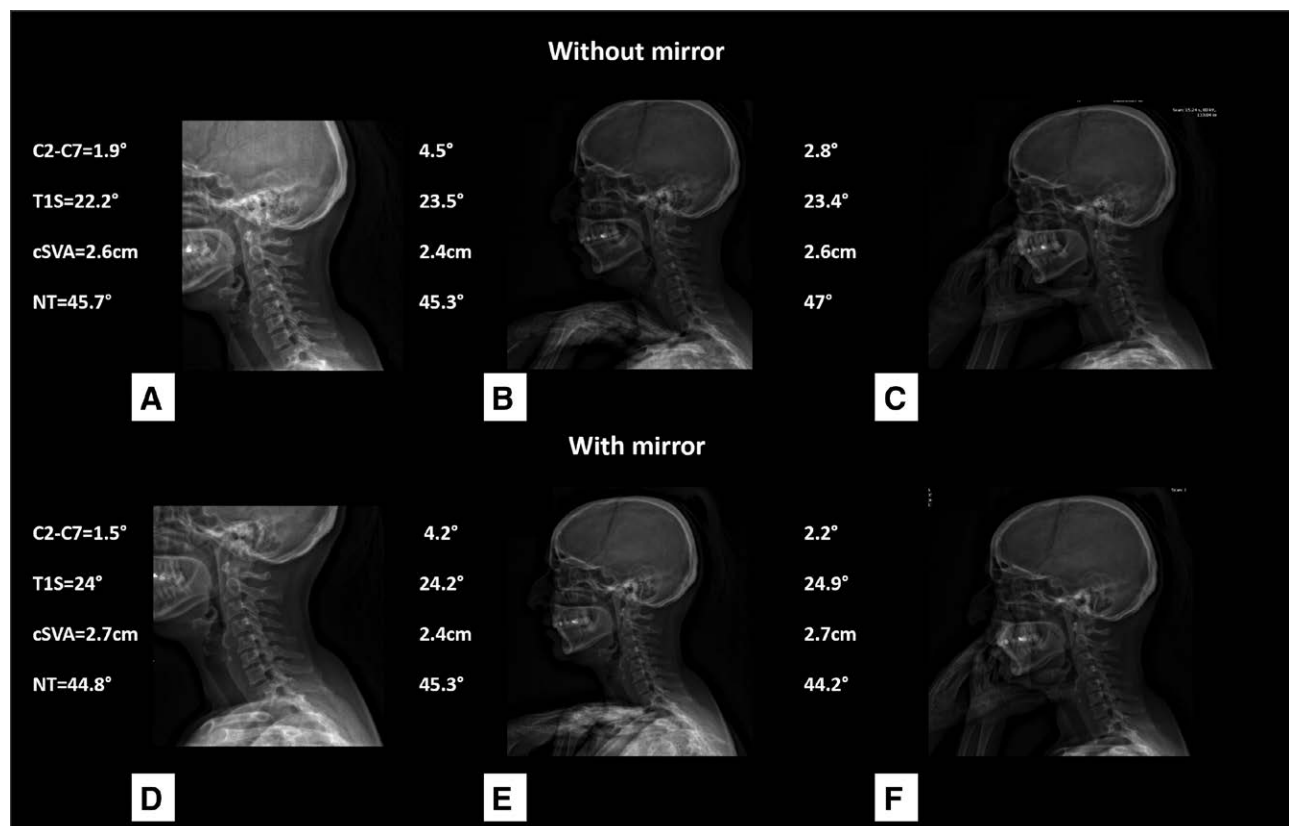 Without mirror
C2-C7=1.9°
T1S=22.2°
cSVA=2.6cm
NT=45.7°
4.5°
23.5°
2.4cm
45.3°
2.8°
23.4°
2.6cm
47°
A
B
C
With mirror
C2-C7=1.5°
T1S=24°
cSVA=2.7cm
NT=44.8°
4.2°
24.2°
2.4cm
45.3°
2.2°
24.9°
2.7cm
44.2°
D
E
F